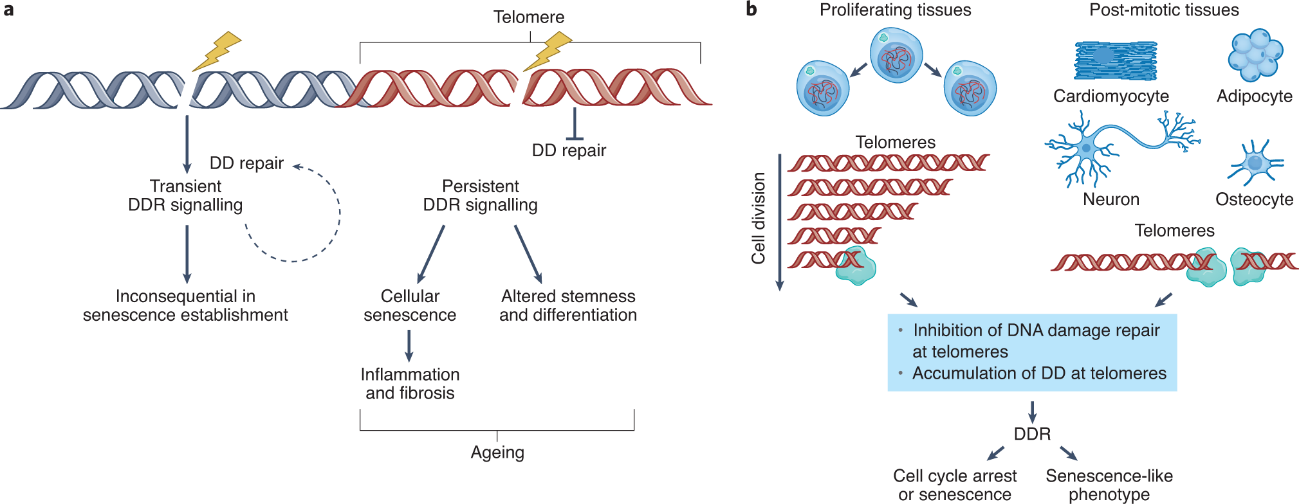 a
Telomere
DD repair
DD repair
Transient
DDR signalling
Persistent
DDR signalling
Inconsequential in
senescence establishment
Cellular
senescence
Altered stemness
and differentiation
Inflammation
and fibrosis
Ageing
b
Proliferating tissues
Post-mitotic tissues
Cardiomyocyte
Adipocyte
Neuron
Osteocyte
Telomeres
Cell division
Telomeres
• Inhibition of DNA damage repair
at telomeres
• Accumulation of DD at telomeres
DDR
Cell cycle arrest
or senescence
Senescence-like
phenotype